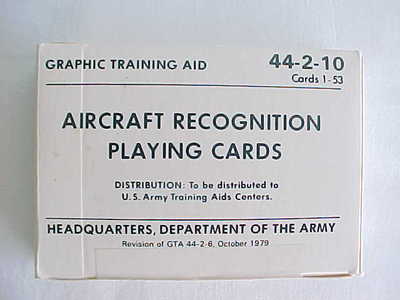 GRAPHIC TRAINING AID 44-2-10
Cards 1-53
AIRCRAFT RECOGNITION
PLAYING CARDS
DISTRIBUTION: To be distributed to
U.S. Army Training Aids Centers.
HEADQUARTERS, DEPARTMENT OF THE ARMY
Revision of GTA 44-2-6, October 1979